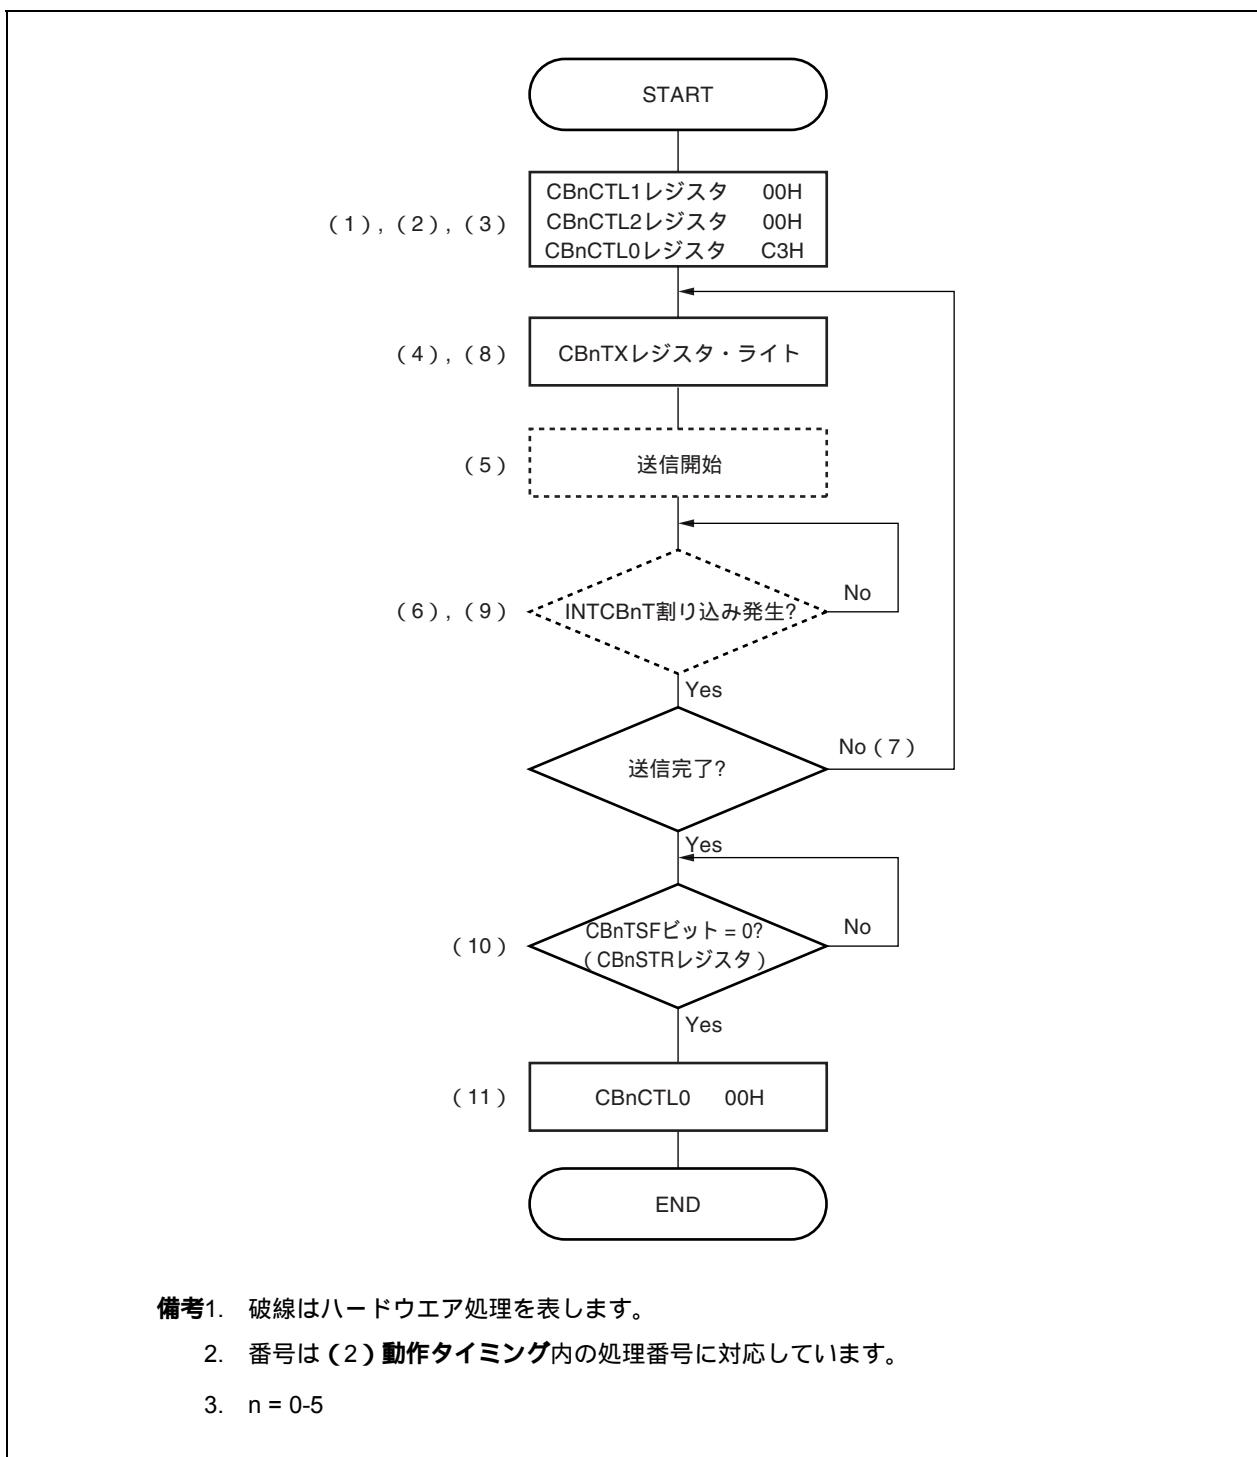 START
CBnCTL1レジスタ 00H
(1), (2), (3) CBnCTL2レジスタ 00H
CBnCTL0レジスタ C3H
(4), (8) CBnTXレジスタ・ライト
(5) 送信開始
(6), (9) INTCBnT割り込み発生? No
Yes
送信完了? No(7)
Yes
(10) CBnTSFビット = 0? No
(CBnSTRレジスタ)
Yes
(11) CBnCTL0 00H
END
備考1. 破線はハードウエア処理を表します。
2. 番号は(2)動作タイミング内の処理番号に対応しています。
3. n = 0-5